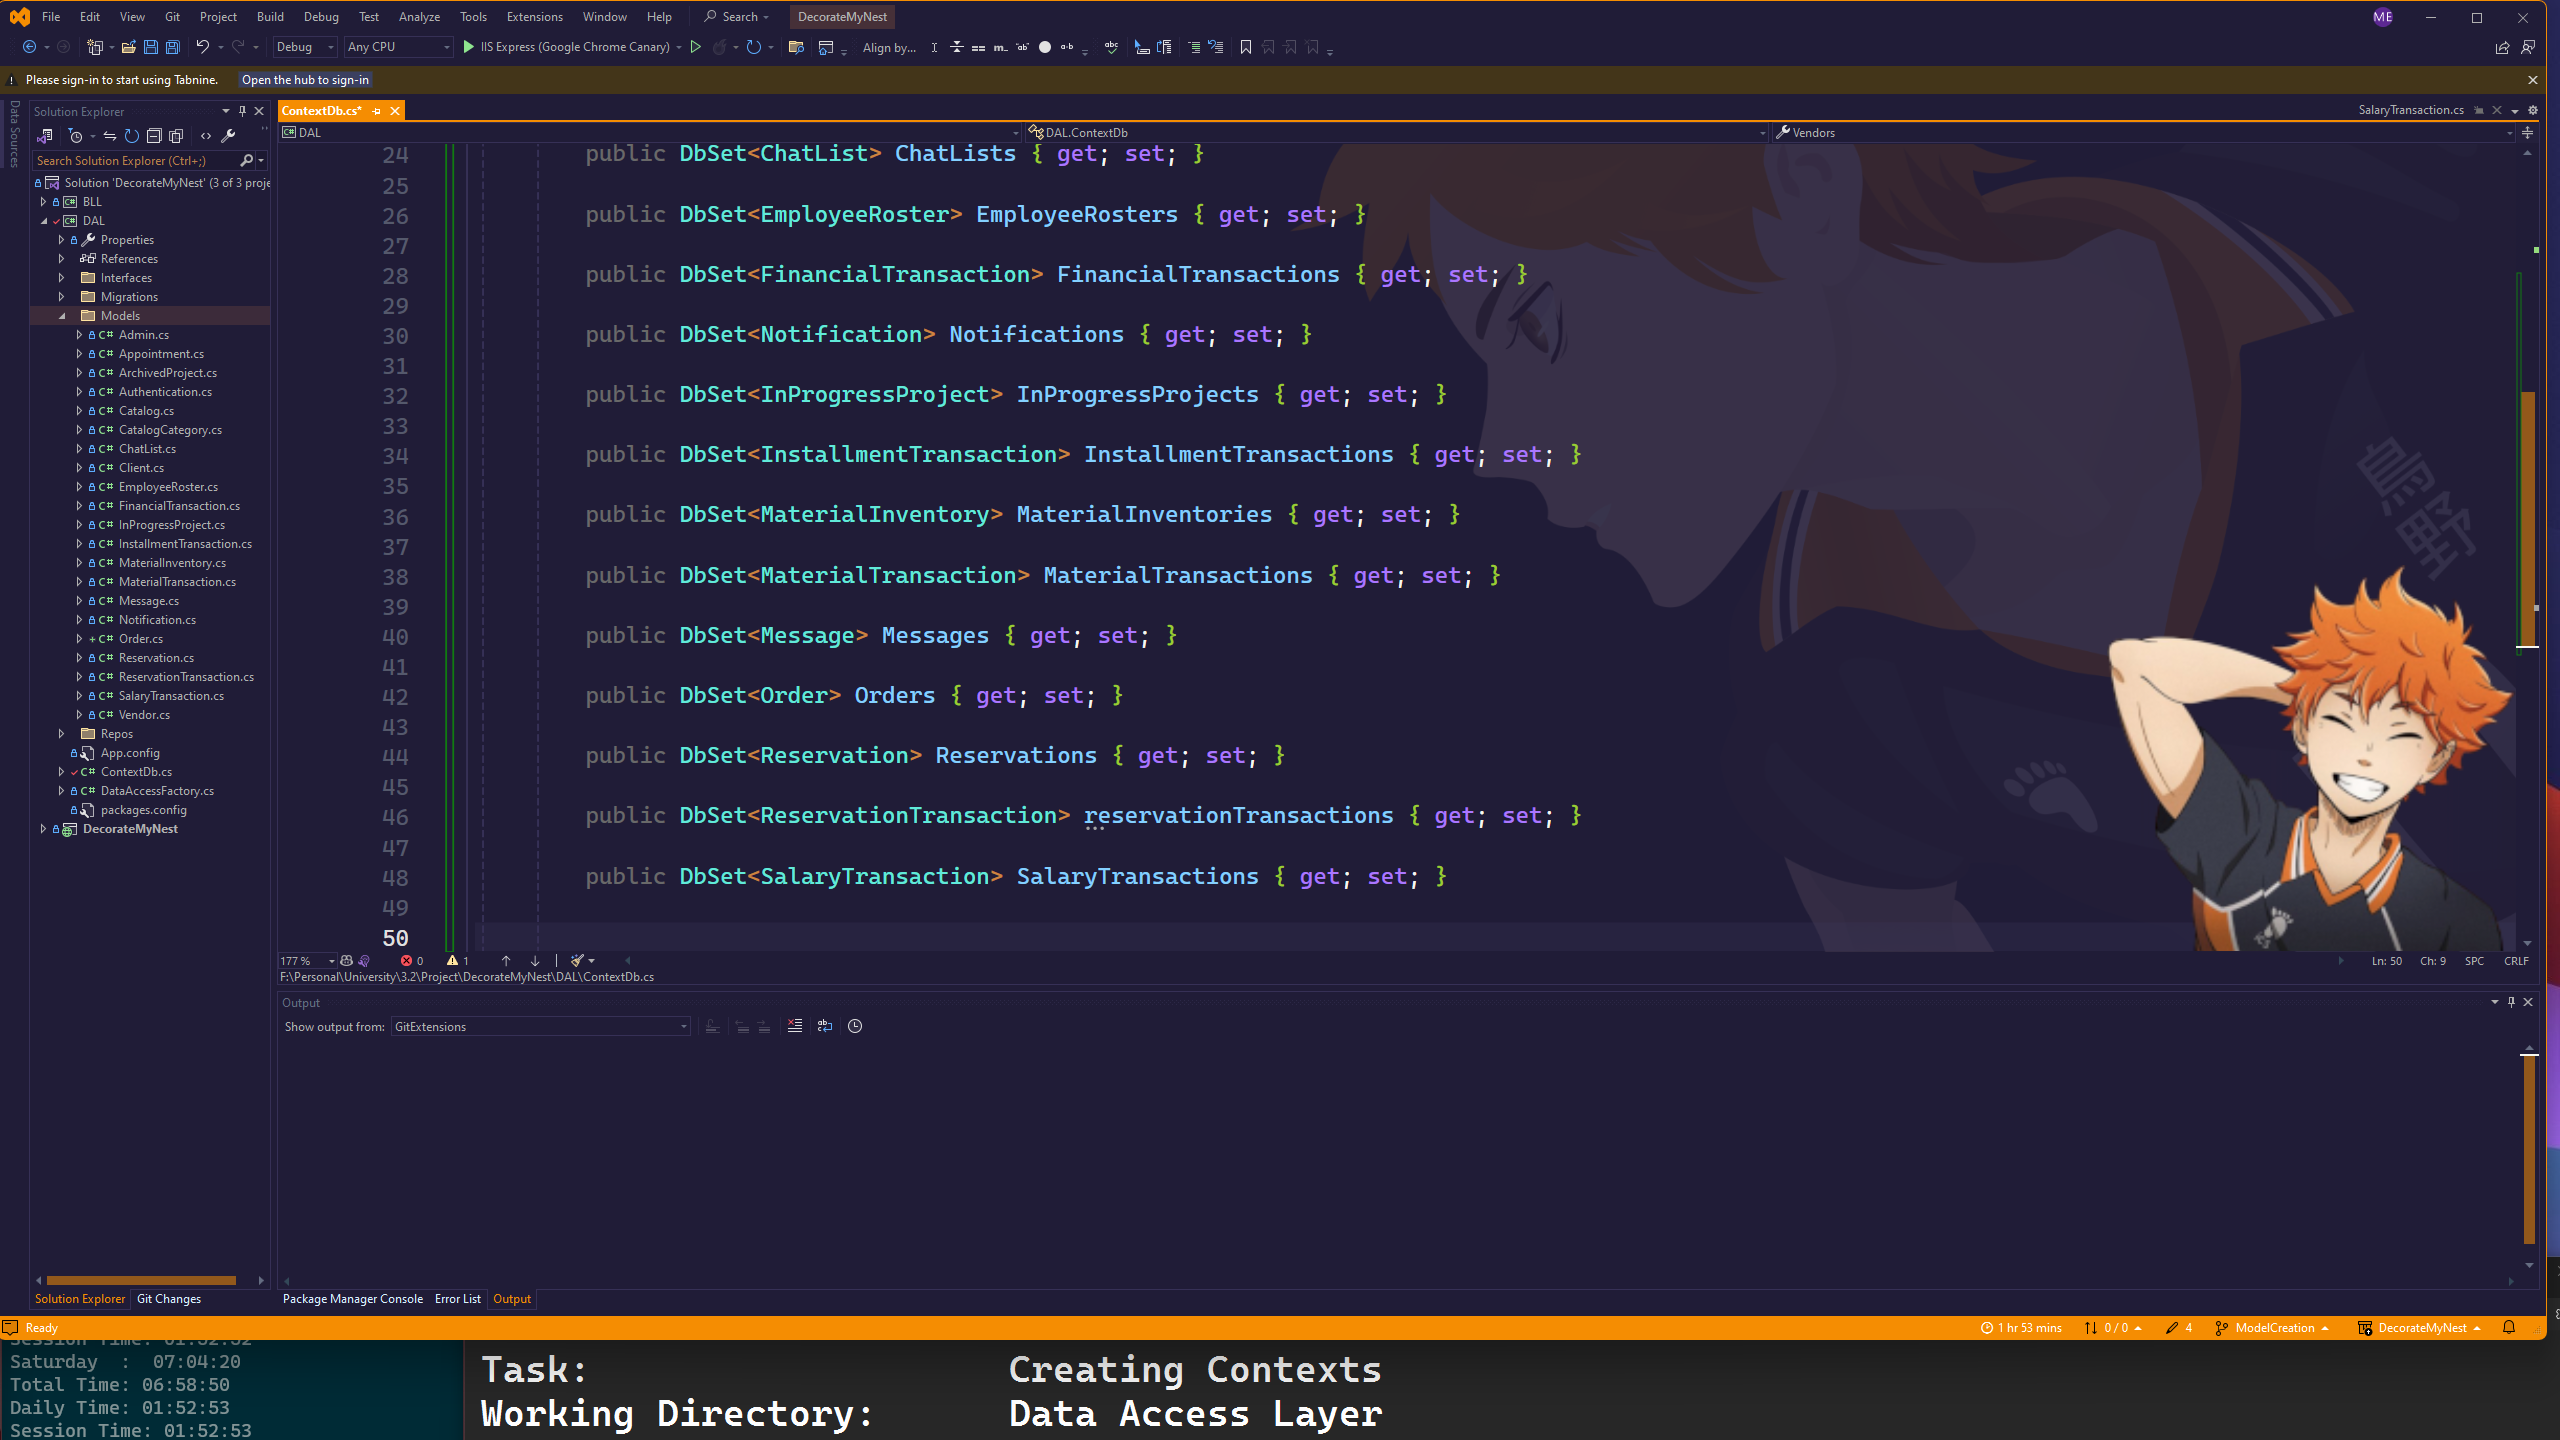 File Edit View Git Project Build Debug Test Analyze Tools Extensions Window Help Search DecorateMyNest ME
Debug Any CPU IIS Express (Google Chrome Canary) Align by...
Please sign-in to start using Tabnine. Open the hub to sign-in
Data Sources
Solution Explorer
Search Solution Explorer (Ctrl+;)
Solution 'DecorateMyNest' (3 of 3 proje
BLL
DAL
Properties
References
Interfaces
Migrations
Models
Admin.cs
Appointment.cs
ArchivedProject.cs
Authentication.cs
Catalog.cs
CatalogCategory.cs
ChatList.cs
Client.cs
EmployeeRoster.cs
FinancialTransaction.cs
InProgressProject.cs
InstallmentTransaction.cs
MaterialInventory.cs
MaterialTransaction.cs
Message.cs
Notification.cs
Order.cs
Reservation.cs
ReservationTransaction.cs
SalaryTransaction.cs
Vendor.cs
Repos
App.config
ContextDb.cs
DataAccessFactory.cs
packages.config
DecorateMyNest
Solution Explorer Git Changes
ContextDb.cs* SalaryTransaction.cs
DAL DAL.ContextDb Vendors
24 public DbSet<ChatList> ChatLists { get; set; }
25
26 public DbSet<EmployeeRoster> EmployeeRosters { get; set; }
27
28 public DbSet<FinancialTransaction> FinancialTransactions { get; set; }
29
30 public DbSet<Notification> Notifications { get; set; }
31
32 public DbSet<InProgressProject> InProgressProjects { get; set; }
33
34 public DbSet<InstallmentTransaction> InstallmentTransactions { get; set; }
35
36 public DbSet<MaterialInventory> MaterialInventories { get; set; }
37
38 public DbSet<MaterialTransaction> MaterialTransactions { get; set; }
39
40 public DbSet<Message> Messages { get; set; }
41
42 public DbSet<Order> Orders { get; set; }
43
44 public DbSet<Reservation> Reservations { get; set; }
45
46 public DbSet<ReservationTransaction> reservationTransactions { get; set; }
47
48 public DbSet<SalaryTransaction> SalaryTransactions { get; set; }
49
50
烏野
177 % 0 1 Ln: 50 Ch: 9 SPC CRLF
F:\Personal\University\3.2\Project\DecorateMyNest\DAL\ContextDb.cs
Output
Show output from: GitExtensions
Package Manager Console Error List Output
Ready 1 hr 53 mins 0 / 0 4 ModelCreation DecorateMyNest
Session Time: 01:52:52
Saturday : 07:04:20
Total Time: 06:58:50
Daily Time: 01:52:53
Session Time: 01:52:53
Task: Creating Contexts
Working Directory: Data Access Layer